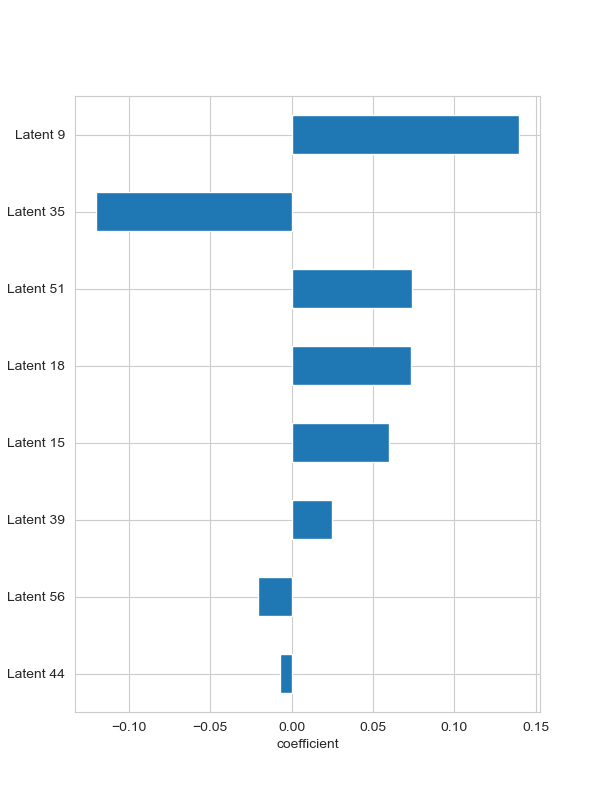 Latent 9
Latent 35
Latent 51
Latent 18
Latent 15
Latent 39
Latent 56
Latent 44
−0.10 −0.05 0.00 0.05 0.10 0.15
coefficient